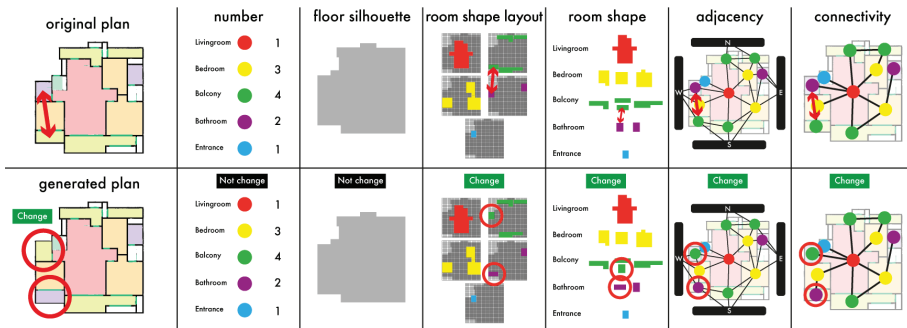 original plan
number
floor silhouette
room shape layout
room shape
adjacency
connectivity
Livingroom 1
Bedroom 3
Balcony 4
Bathroom 2
Entrance 1
Livingroom
Bedroom
Balcony
Bathroom
Entrance
N
W
E
S
generated plan
Not change
Not change
Change
Change
Change
Change
Change
Livingroom 1
Bedroom 3
Balcony 4
Bathroom 2
Entrance 1
Livingroom
Bedroom
Balcony
Bathroom
Entrance
N
W
E
S